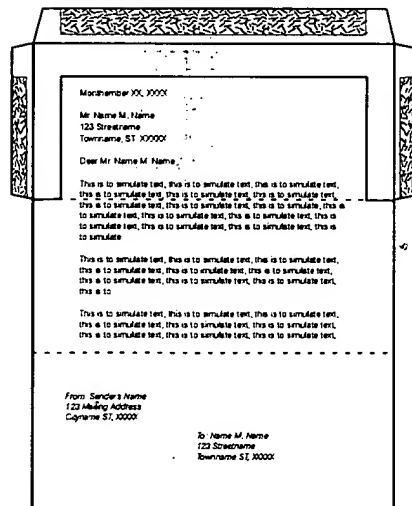 Monthember XX, XXXX
Mr. Name M. Name
123 Streetname
Townname, ST XXXXX
Dear Mr. Name M. Name,
This is to simulate text, this is to simulate text, this is to simulate text,
this is to simulate text, this is to simulate text, this is to simulate text,
this is to simulate text, this is to simulate text, this is to simulate, this is
to simulate text, this is to simulate text, this is to simulate text, this is
to simulate text, this is to simulate text, this is to simulate text, this is
to simulate
This is to simulate text, this is to simulate text, this is to simulate text,
this is to simulate text, this is to imulate text, this is to simulate text,
this is to simulate text, this is to simulate text, this is to simulate text,
this is to
This is to simulate text, this is to simulate text, this is to simulate text,
this is to simulate text, this is to simulate text, this is to simulate text,
this is to simulate text, this is to simulate text, this is to simulate text,
From: Sender's Name
123 Mailing Address
Cityname ST, XXXXX
To: Name M. Name
123 Streetname
Townname ST, XXXXX